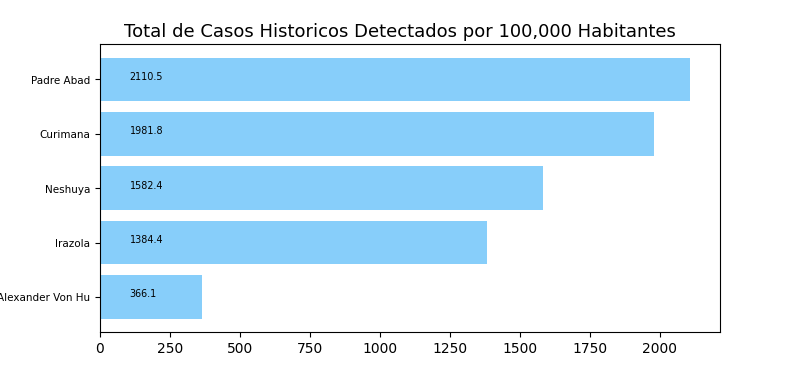 Total de Casos Historicos Detectados por 100,000 Habitantes
Padre Abad 2110.5
Curimana 1981.8
Neshuya 1582.4
Irazola 1384.4
Alexander Von Hu 366.1
0 250 500 750 1000 1250 1500 1750 2000